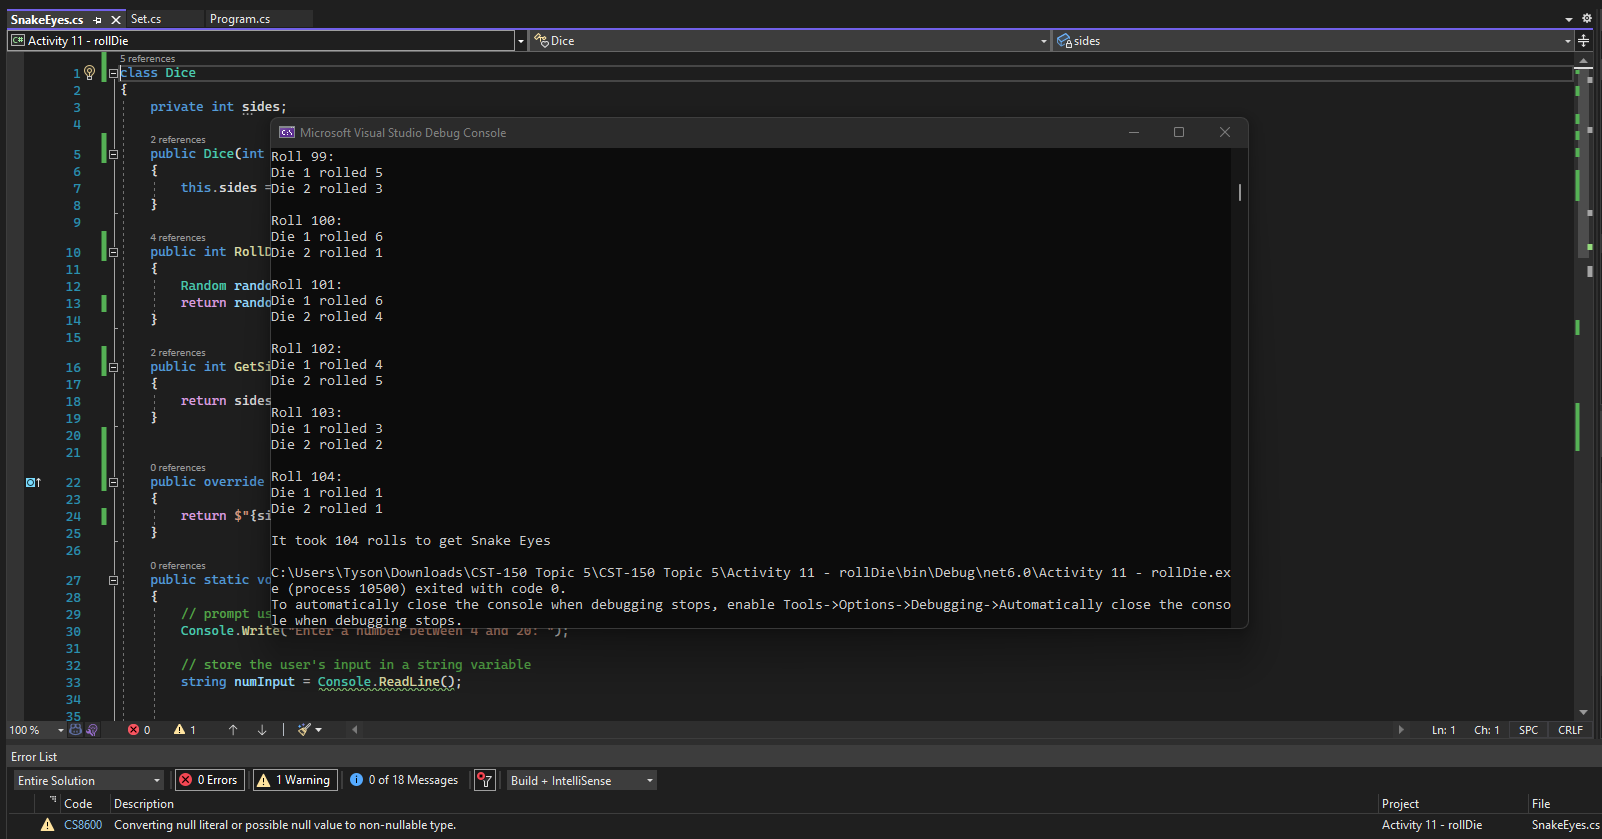 SnakeEyes.cs
Set.cs
Program.cs
C# Activity 11 - rollDie
Dice
sides
5 references
1 class Dice
2 {
3 private int sides;
4
2 references
5 public Dice(int
6 {
7 this.sides =
8 }
9
4 references
10 public int RollD
11 {
12 Random rando
13 return rando
14 }
15
2 references
16 public int GetSi
17 {
18 return sides
19 }
20
21
0 references
22 public override
23 {
24 return $"{si
25 }
26
0 references
27 public static vo
28 {
29 // prompt us
30 Console.Write("Enter a number between 4 and 20: ");
31
32 // store the user's input in a string variable
33 string numInput = Console.ReadLine();
34
35
Microsoft Visual Studio Debug Console
Roll 99:
Die 1 rolled 5
Die 2 rolled 3
Roll 100:
Die 1 rolled 6
Die 2 rolled 1
Roll 101:
Die 1 rolled 6
Die 2 rolled 4
Roll 102:
Die 1 rolled 4
Die 2 rolled 5
Roll 103:
Die 1 rolled 3
Die 2 rolled 2
Roll 104:
Die 1 rolled 1
Die 2 rolled 1
It took 104 rolls to get Snake Eyes
C:\Users\Tyson\Downloads\CST-150 Topic 5\CST-150 Topic 5\Activity 11 - rollDie\bin\Debug\net6.0\Activity 11 - rollDie.ex
e (process 10500) exited with code 0.
To automatically close the console when debugging stops, enable Tools->Options->Debugging->Automatically close the conso
le when debugging stops.
100 %
0
1
Ln: 1 Ch: 1 SPC CRLF
Error List
Entire Solution
0 Errors
1 Warning
0 of 18 Messages
Build + IntelliSense
Code Description Project File
CS8600 Converting null literal or possible null value to non-nullable type. Activity 11 - rollDie SnakeEyes.cs